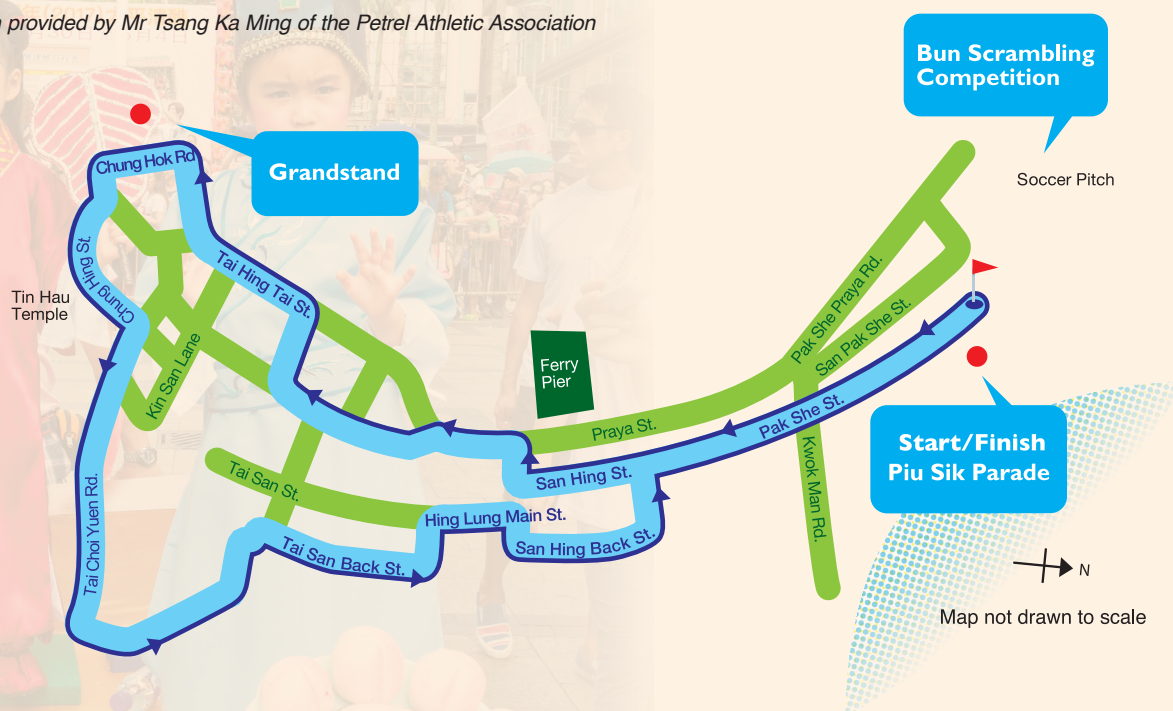 provided by Mr Tsang Ka Ming of the Petrel Athletic Association
Bun Scrambling
Competition
Soccer Pitch
Grandstand
Chung Hok Rd
Chung Hing St.
Tai Hing Tai St.
Tin Hau
Temple
Kin San Lane
Ferry
Pier
Pak She Praya Rd.
San Pak She St.
Pak She St.
Praya St.
Kwok Man Rd.
San Hing St.
Tai San St.
Hing Lung Main St.
San Hing Back St.
Tai San Back St.
Tai Choi Yuen Rd.
Start/Finish
Piu Sik Parade
N
Map not drawn to scale